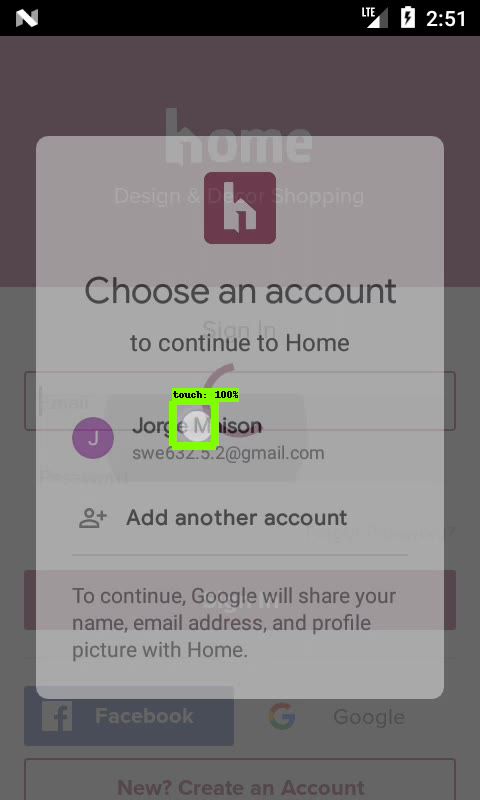 LTE 2:51
home
Design & Decor Shopping
h
Choose an account
Sign In
to continue to Home
touch: 100%
Email
J
Jorge Maison
swe632.5.2@gmail.com
Password
Add another account
Forgot Password?
To continue, Google will share your
Sign In
name, email address, and profile
picture with Home.
Facebook
Google
New? Create an Account